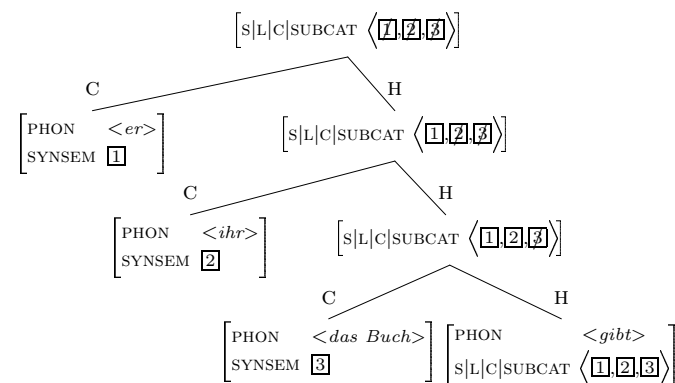 [S|L|C|SUBCAT ⟨1̸,2̸,3̸⟩]
C H
[PHON <er> SYNSEM 1] [S|L|C|SUBCAT ⟨1,2̸,3̸⟩]
C H
[PHON <ihr> SYNSEM 2] [S|L|C|SUBCAT ⟨1,2,3̸⟩]
C H
PHON <das Buch> PHON <gibt>
SYNSEM 3 S|L|C|SUBCAT ⟨1,2,3⟩